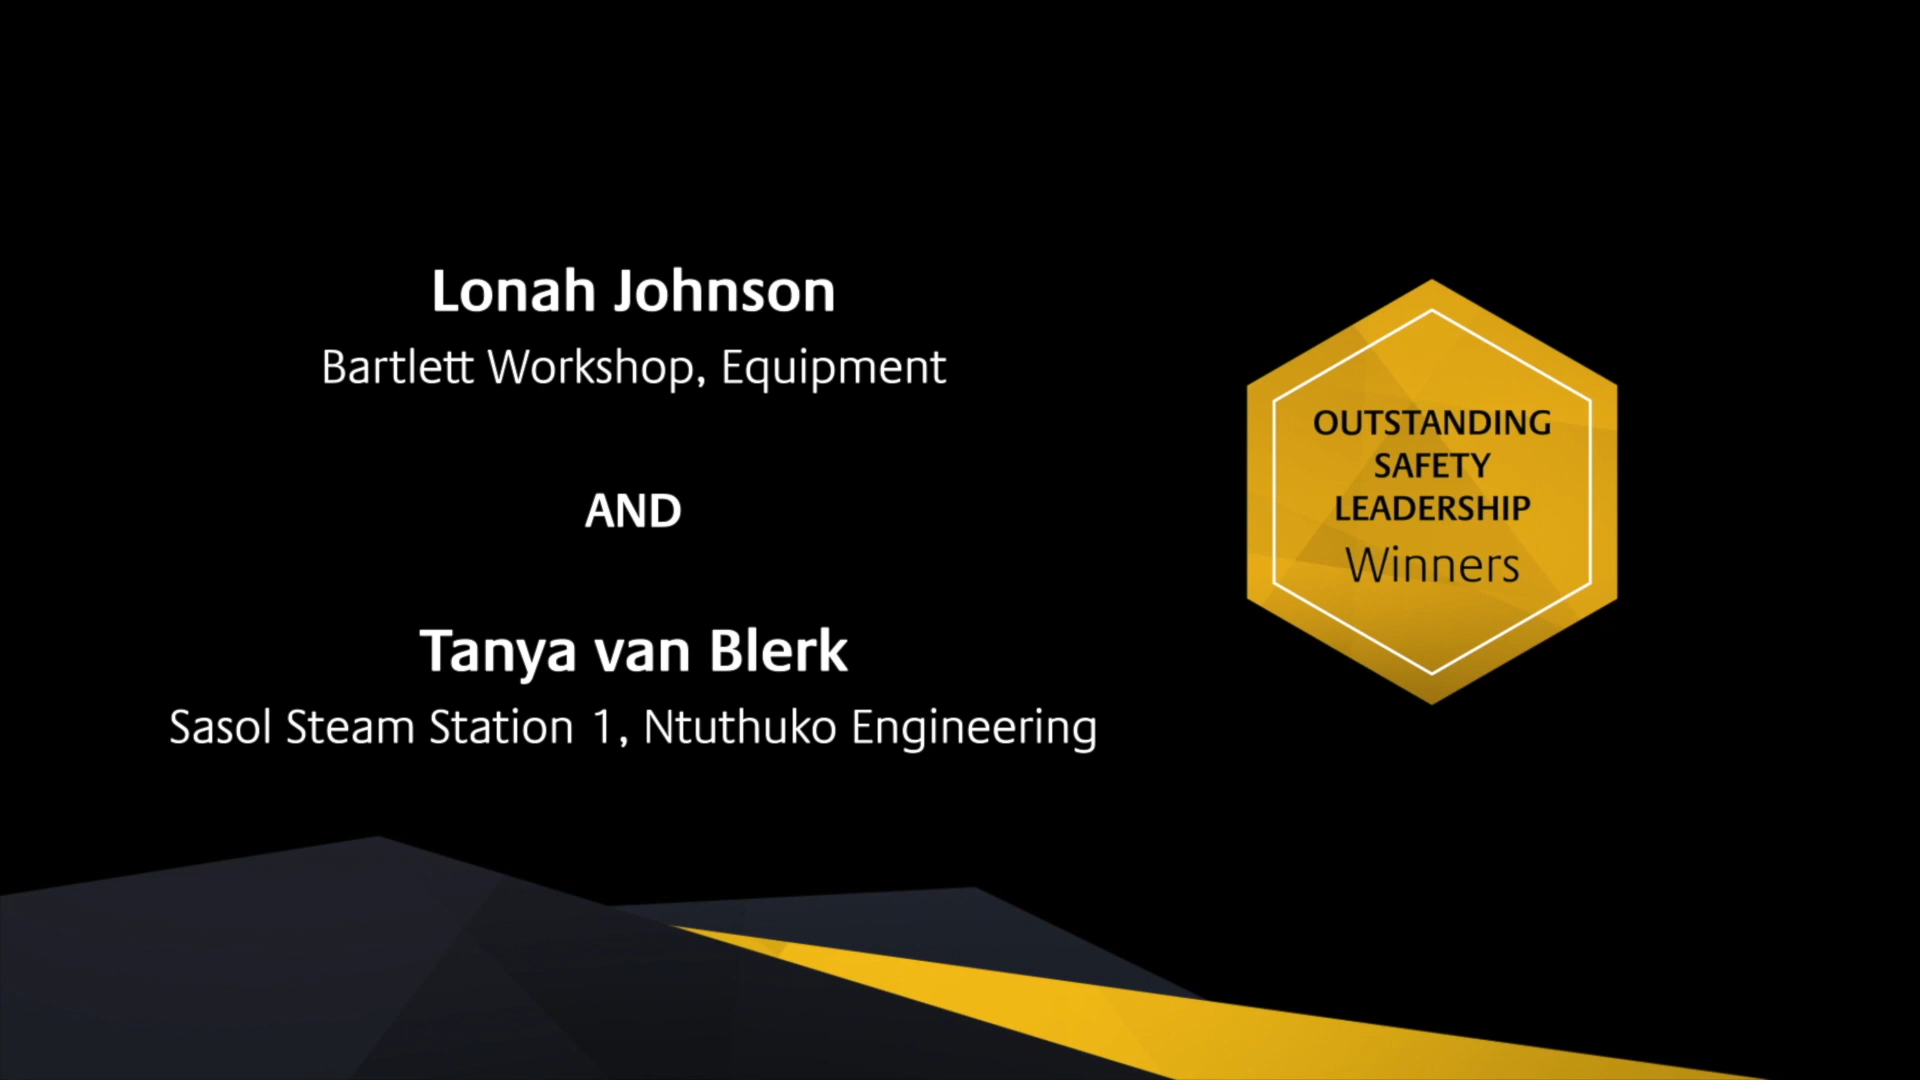 Lonah Johnson
Bartlett Workshop, Equipment
AND
Tanya van Blerk
Sasol Steam Station 1, Ntuthuko Engineering
OUTSTANDING
SAFETY
LEADERSHIP
Winners